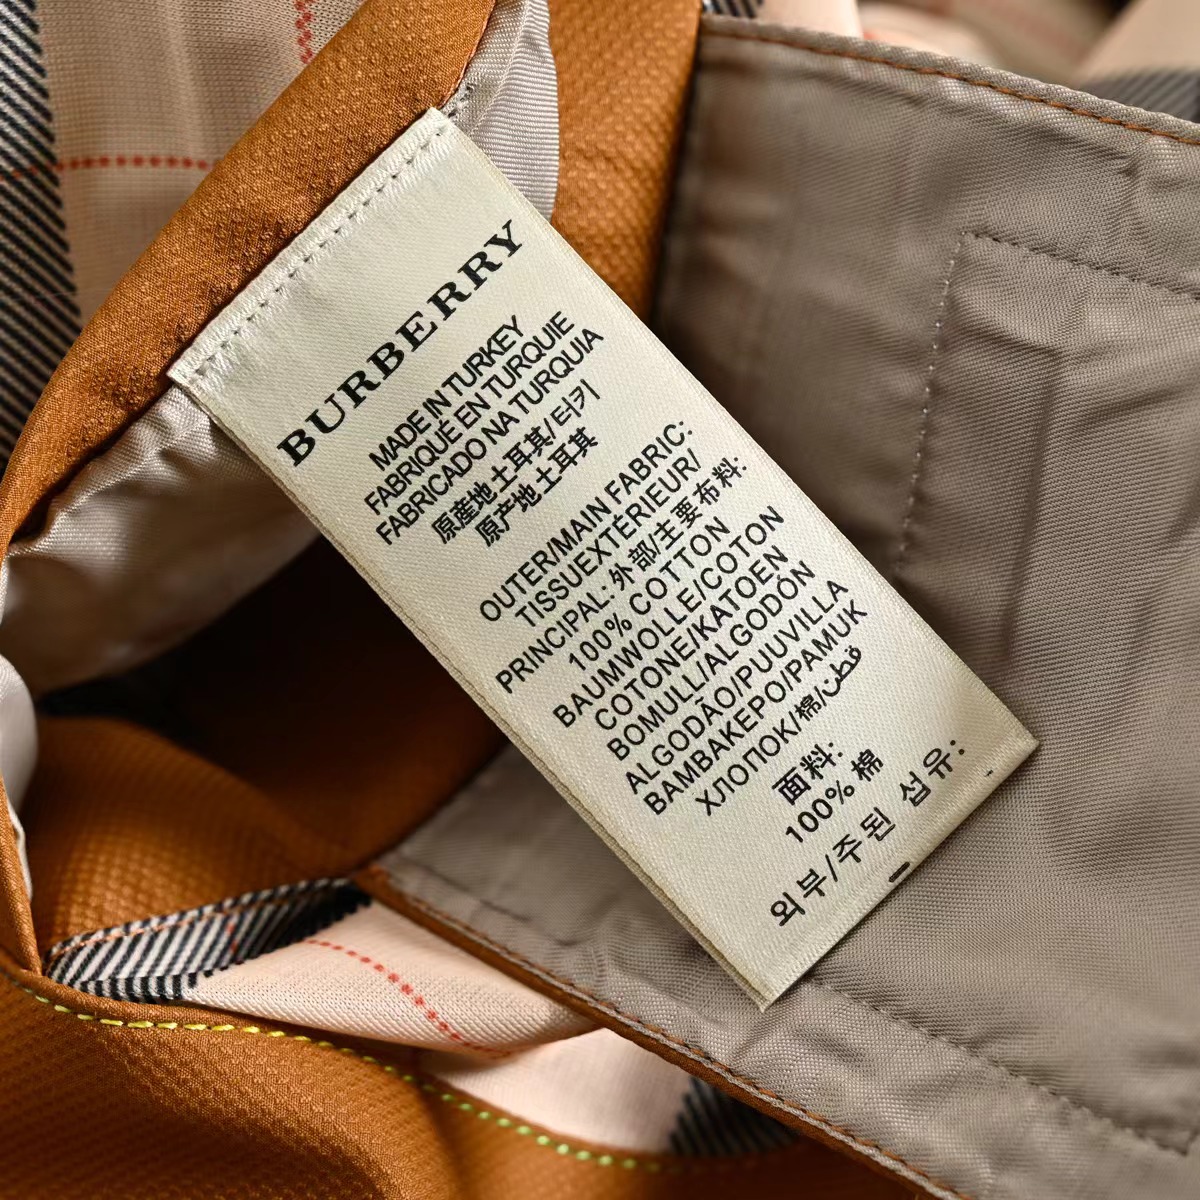 BURBERRY
MADE IN TURKEY
FABRIQUÉ EN TURQUIE
FABRICADO NA TURQUIA
原產地土耳其/터키
原产地土耳其
OUTER/MAIN FABRIC:
TISSUEXTÉRIEUR/
PRINCIPAL: 外部/主要布料:
100% COTTON
BAUMWOLLE/COTON
COTONE/KATOEN
BOMULL/ALGODÓN
ALGODÃO/PUUVILLA
ΒΑΜΒΑΚΕΡΟ/PAMUK
ХЛОПОК/棉/قطن
面料:
100% 棉
외부/주된 섬유: